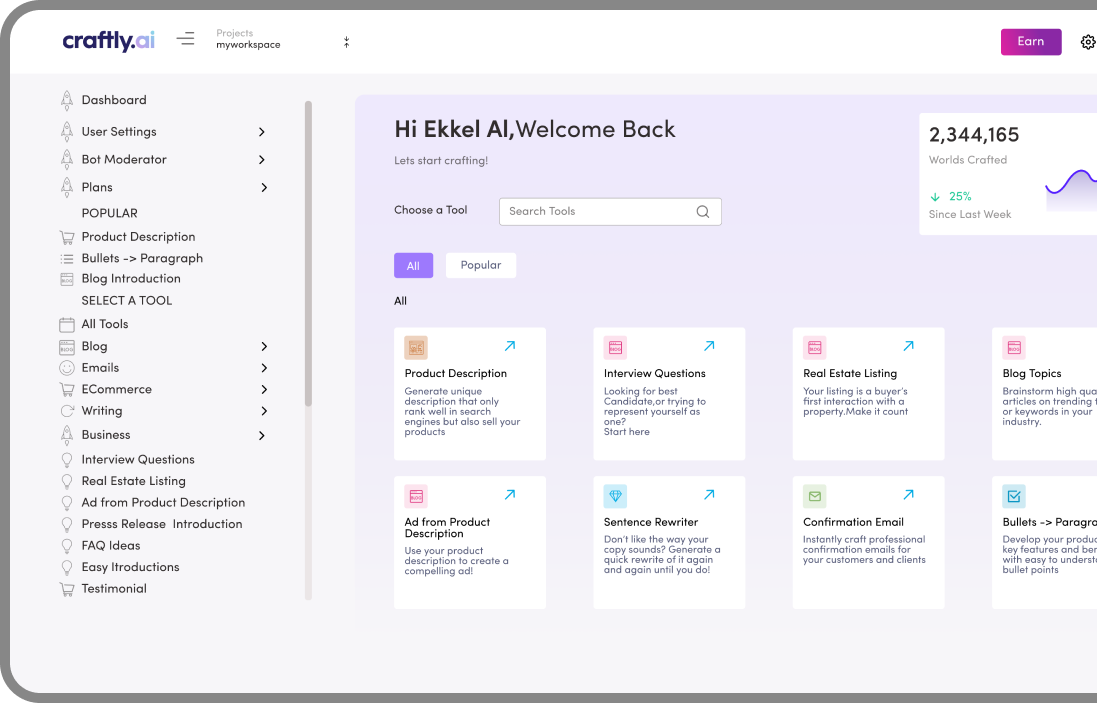 craftly.ai
Projects
myworkspace
Earn
Dashboard
User Settings
Bot Moderator
Plans
POPULAR
Product Description
Bullets -> Paragraph
Blog Introduction
SELECT A TOOL
All Tools
Blog
Emails
ECommerce
Writing
Business
Interview Questions
Real Estate Listing
Ad from Product Description
Presss Release Introduction
FAQ Ideas
Easy Itroductions
Testimonial
Hi Ekkel Al,Welcome Back
Lets start crafting!
2,344,165
Worlds Crafted
25%
Since Last Week
Choose a Tool
Search Tools
All
Popular
All
Product Description
Generate unique
description that only
rank well in search
engines but also sell your
products
Interview Questions
Looking for best
Candidate,or trying to
represent yourself as
one?
Start here
Real Estate Listing
Your listing is a buyer's
first interaction with a
property.Make it count
Blog Topics
Brainstorm high qua
articles on trending t
or keywords in your
industry.
Ad from Product
Description
Use your product
description to create a
compelling ad!
Sentence Rewriter
Don't like the way your
copy sounds? Generate a
quick rewrite of it again
and again until you do!
Confirmation Email
Instantly craft professional
confirmation emails for
your customers and clients
Bullets -> Paragra
Develop your produc
key features and ber
with easy to understa
bullet points